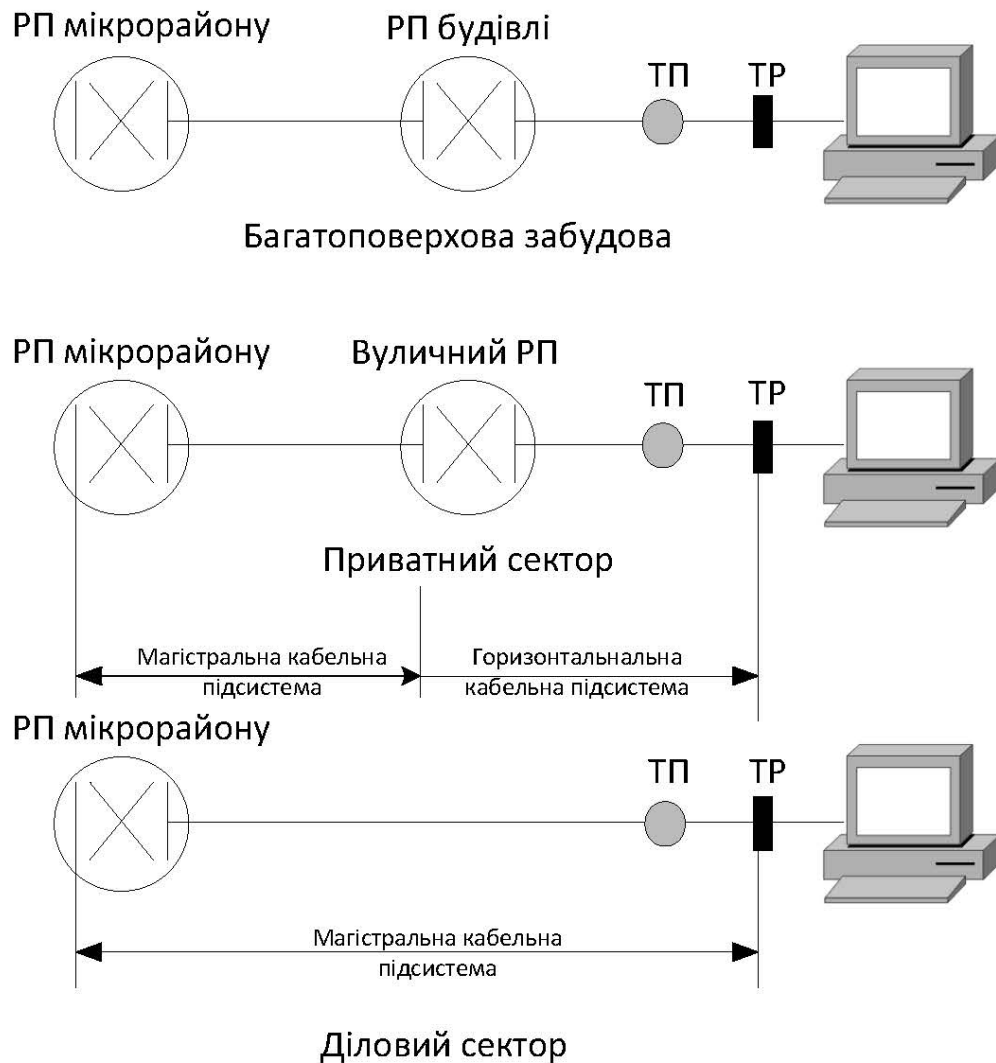 РП мікрорайону РП будівлі
ТП ТР
Багатоповерхова забудова
РП мікрорайону Вуличний РП
ТП ТР
Приватний сектор
Магістральна кабельна
підсистема
Горизонтальнальна
кабельна підсистема
РП мікрорайону
ТП ТР
Магістральна кабельна
підсистема
Діловий сектор